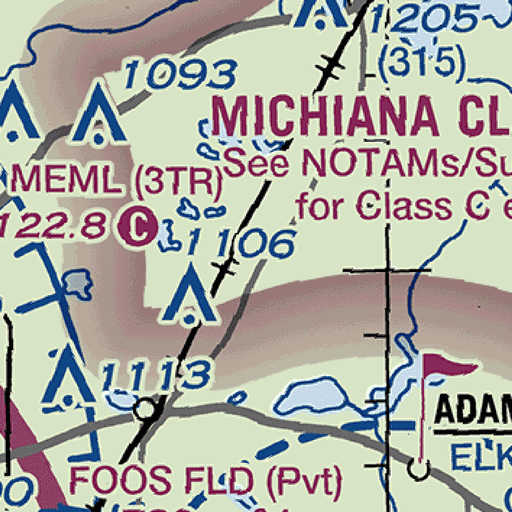 1205
(315)
1093
MICHIANA CL
See NOTAMs/Su
for Class C e
MEML (3TR)
122.8 C
1106
1113
ADAM
ELK
FOOS FLD (Pvt)
00